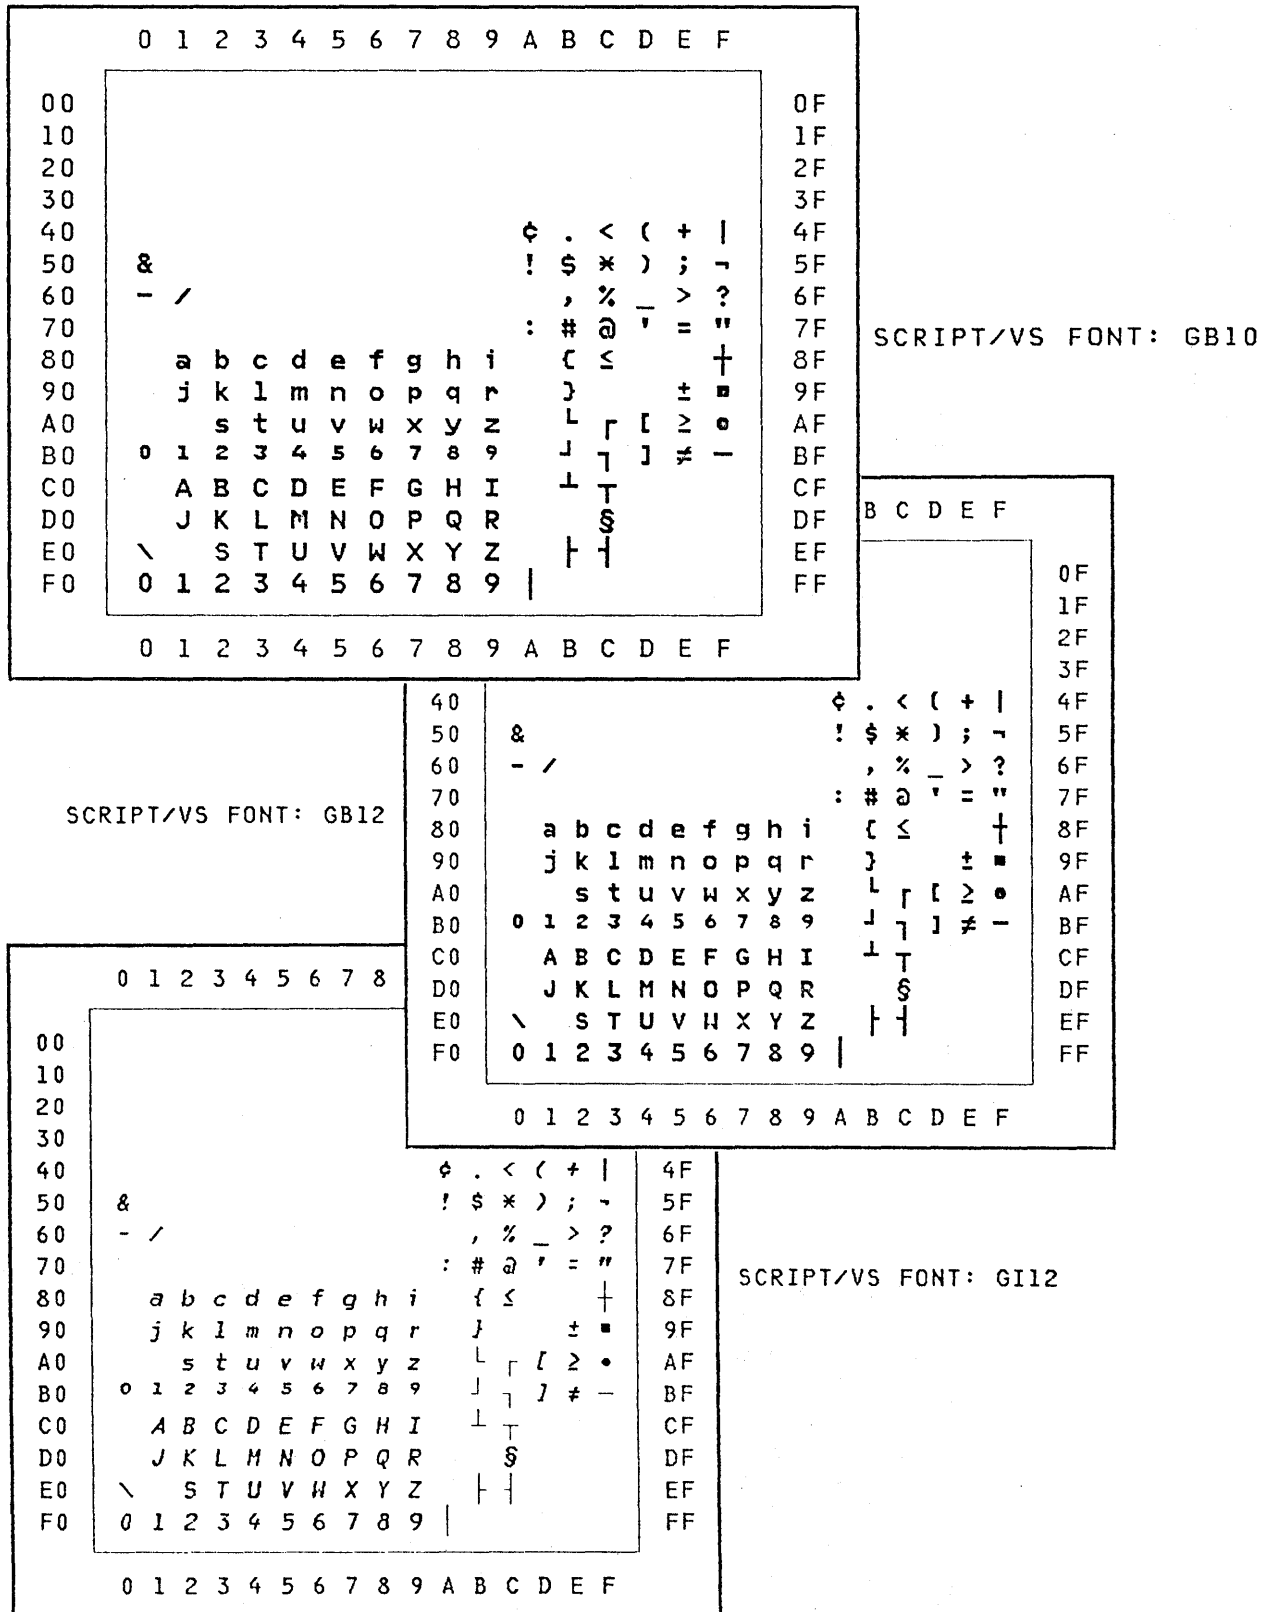 0 1 2 3 4 5 6 7 8 9 A B C D E F
00 0F
10 1F
20 2F
30 3F
40 ¢ . < ( + | 4F
50 & ! $ * ) ; ¬ 5F
60 - / , % _ > ? 6F
70 : # @ ' = " 7F
80 a b c d e f g h i { ≤ ┼ 8F
90 j k l m n o p q r } ± ■ 9F
A0 s t u v w x y z └ ┌ [ ≥ ● AF
B0 0 1 2 3 4 5 6 7 8 9 ┘ ┐ ] ≠ — BF
C0 A B C D E F G H I ┴ ┬ CF
D0 J K L M N O P Q R § DF
E0 \ S T U V W X Y Z ├ ┤ EF
F0 0 1 2 3 4 5 6 7 8 9 | FF
0 1 2 3 4 5 6 7 8 9 A B C D E F
SCRIPT/VS FONT: GB10
B C D E F
0F
1F
2F
3F
40 ¢ . < ( + | 4F
50 & ! $ * ) ; ¬ 5F
60 - / , % _ > ? 6F
70 : # @ ' = " 7F
80 a b c d e f g h i { ≤ ┼ 8F
90 j k l m n o p q r } ± ■ 9F
A0 s t u v w x y z └ ┌ [ ≥ ● AF
B0 0 1 2 3 4 5 6 7 8 9 ┘ ┐ ] ≠ — BF
C0 A B C D E F G H I ┴ ┬ CF
D0 J K L M N O P Q R § DF
E0 \ S T U V W X Y Z ├ ┤ EF
F0 0 1 2 3 4 5 6 7 8 9 | FF
0 1 2 3 4 5 6 7 8 9 A B C D E F
SCRIPT/VS FONT: GB12
0 1 2 3 4 5 6 7 8
00
10
20
30
40 ¢ . < ( + | 4F
50 & ! $ * ) ; ¬ 5F
60 - / , % _ > ? 6F
70 : # @ ' = " 7F
80 a b c d e f g h i { ≤ ┼ 8F
90 j k l m n o p q r } ± ■ 9F
A0 s t u v w x y z └ ┌ [ ≥ ● AF
B0 0 1 2 3 4 5 6 7 8 9 ┘ ┐ ] ≠ — BF
C0 A B C D E F G H I ┴ ┬ CF
D0 J K L M N O P Q R § DF
E0 \ S T U V W X Y Z ├ ┤ EF
F0 0 1 2 3 4 5 6 7 8 9 | FF
0 1 2 3 4 5 6 7 8 9 A B C D E F
SCRIPT/VS FONT: GI12